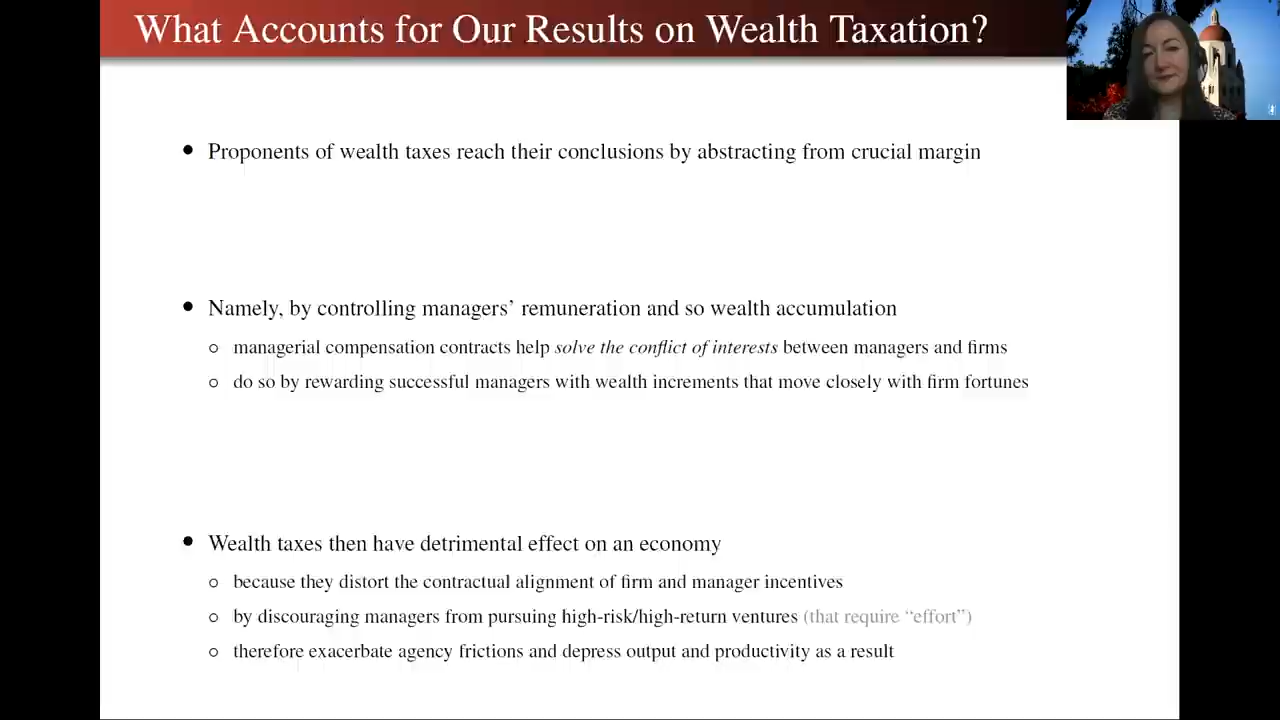 What Accounts for Our Results on Wealth Taxation?
• Proponents of wealth taxes reach their conclusions by abstracting from crucial margin
• Namely, by controlling managers’ remuneration and so wealth accumulation
○ managerial compensation contracts help solve the conflict of interests between managers and firms
○ do so by rewarding successful managers with wealth increments that move closely with firm fortunes
• Wealth taxes then have detrimental effect on an economy
○ because they distort the contractual alignment of firm and manager incentives
○ by discouraging managers from pursuing high-risk/high-return ventures (that require “effort”)
○ therefore exacerbate agency frictions and depress output and productivity as a result